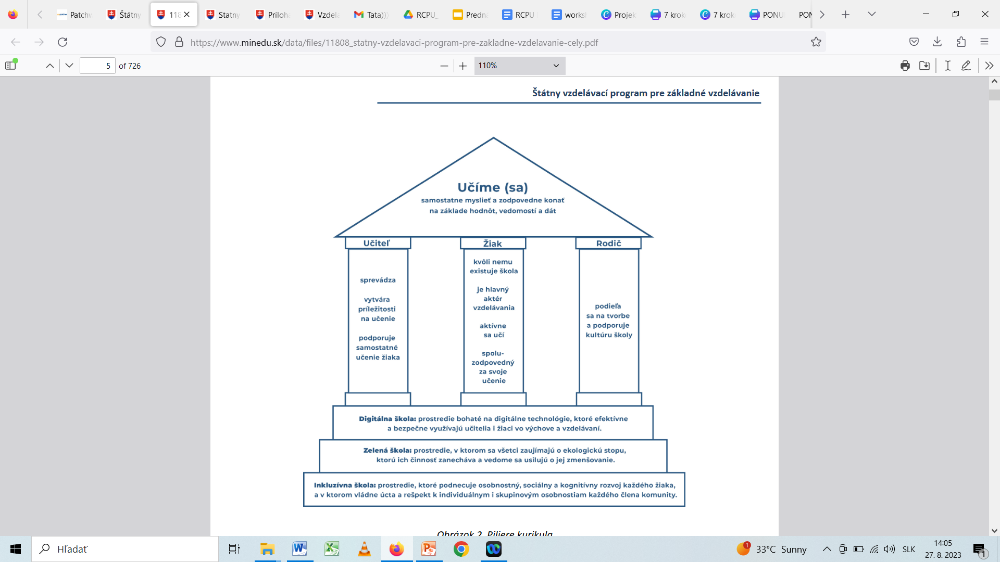 Patchw
Štátny
118
Statny
Priloha
Vzdela
Tata)))
RCPU_
Predná
RCPU
works
Projek
7 krok
7 krok
PONU
PON
https://www.minedu.sk/data/files/11808_statny-vzdelavaci-program-pre-zakladne-vzdelavanie-cely.pdf
5 of 726
110%
Štátny vzdelávací program pre základné vzdelávanie
Učíme (sa)
samostatne myslieť a zodpovedne konať
na základe hodnôt, vedomostí a dát
Učiteľ
sprevádza
vytvára
príležitosti
na učenie
podporuje
samostatné
učenie žiaka
Žiak
kvôli nemu
existuje škola
je hlavný
aktér
vzdelávania
aktívne
sa učí
spolu-
zodpovedný
za svoje
učenie
Rodič
podieľa
sa na tvorbe
a podporuje
kultúru školy
Digitálna škola: prostredie bohaté na digitálne technológie, ktoré efektívne
a bezpečne využívajú učitelia i žiaci vo výchove a vzdelávaní.
Zelená škola: prostredie, v ktorom sa všetci zaujímajú o ekologickú stopu,
ktorú ich činnosť zanecháva a vedome sa usilujú o jej zmenšovanie.
Inkluzívna škola: prostredie, ktoré podnecuje osobnostný, sociálny a kognitívny rozvoj každého žiaka,
a v ktorom vládne úcta a rešpekt k individuálnym i skupinovým osobnostiam každého člena komunity.
Obrázok 2. Piliere kurikula
Hľadať
1
33°C Sunny
SLK
14:05
27. 8. 2023
1